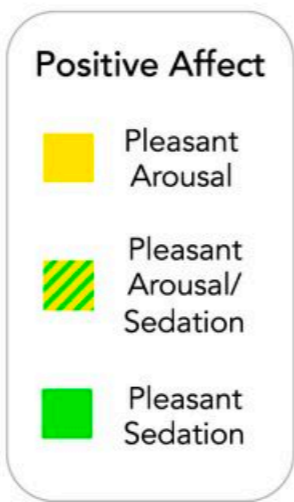 Positive Affect
Pleasant
Arousal
Pleasant
Arousal/
Sedation
Pleasant
Sedation